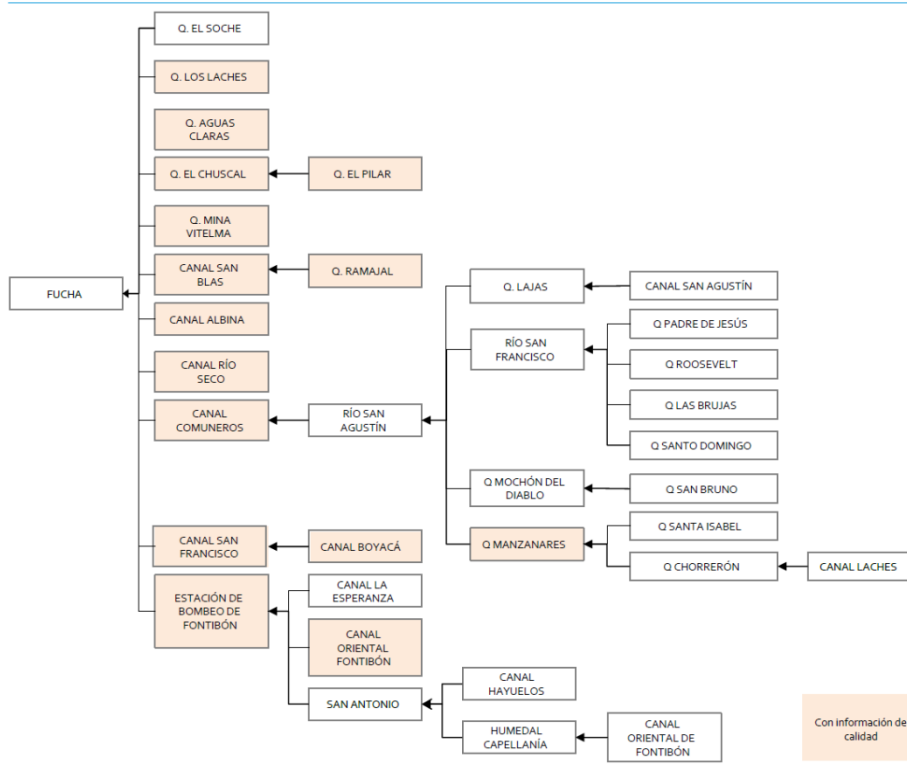 Q. EL SOCHE
Q. LOS LACHES
Q. AGUAS
CLARAS
Q. EL CHUSCAL
Q. EL PILAR
Q. MINA
VITELMA
CANAL SAN
BLAS
Q. RAMAJAL
FUCHA
CANAL ALBINA
CANAL RÍO
SECO
CANAL
COMUNEROS
RÍO SAN
AGUSTÍN
Q. LAJAS
CANAL SAN AGUSTÍN
RÍO SAN
FRANCISCO
Q PADRE DE JESÚS
Q ROOSEVELT
Q LAS BRUJAS
Q SANTO DOMINGO
Q MOCHÓN DEL
DIABLO
Q SAN BRUNO
Q MANZANARES
Q SANTA ISABEL
Q CHORRERÓN
CANAL LACHES
CANAL SAN
FRANCISCO
CANAL BOYACÁ
ESTACIÓN DE
BOMBEO DE
FONTIBÓN
CANAL LA
ESPERANZA
CANAL
ORIENTAL
FONTIBÓN
SAN ANTONIO
CANAL
HAYUELOS
HUMEDAL
CAPELLANÍA
CANAL
ORIENTAL DE
FONTIBÓN
Con información de
calidad